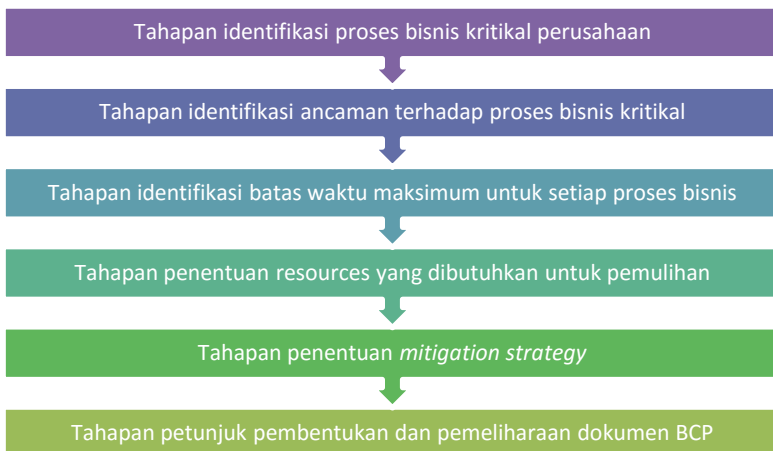 Tahapan identifikasi proses bisnis kritikal perusahaan
Tahapan identifikasi ancaman terhadap proses bisnis kritikal
Tahapan identifikasi batas waktu maksimum untuk setiap proses bisnis
Tahapan penentuan resources yang dibutuhkan untuk pemulihan
Tahapan penentuan mitigation strategy
Tahapan petunjuk pembentukan dan pemeliharaan dokumen BCP